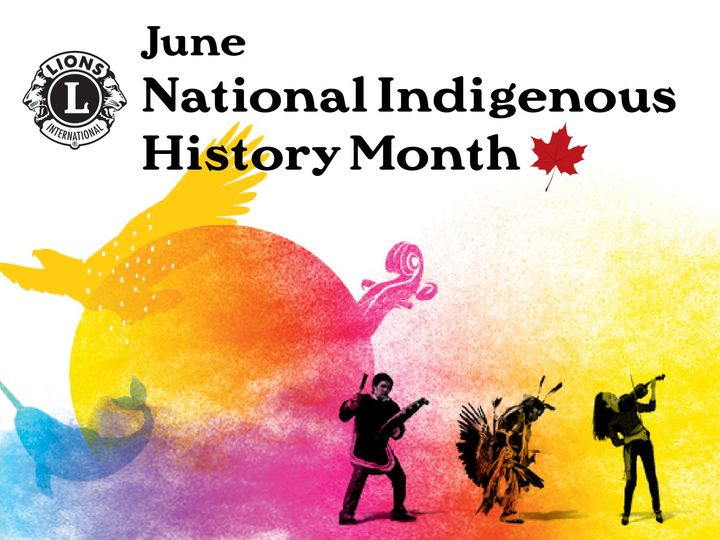 June
National Indigenous
History Month
LIONS
L
INTERNATIONAL
®